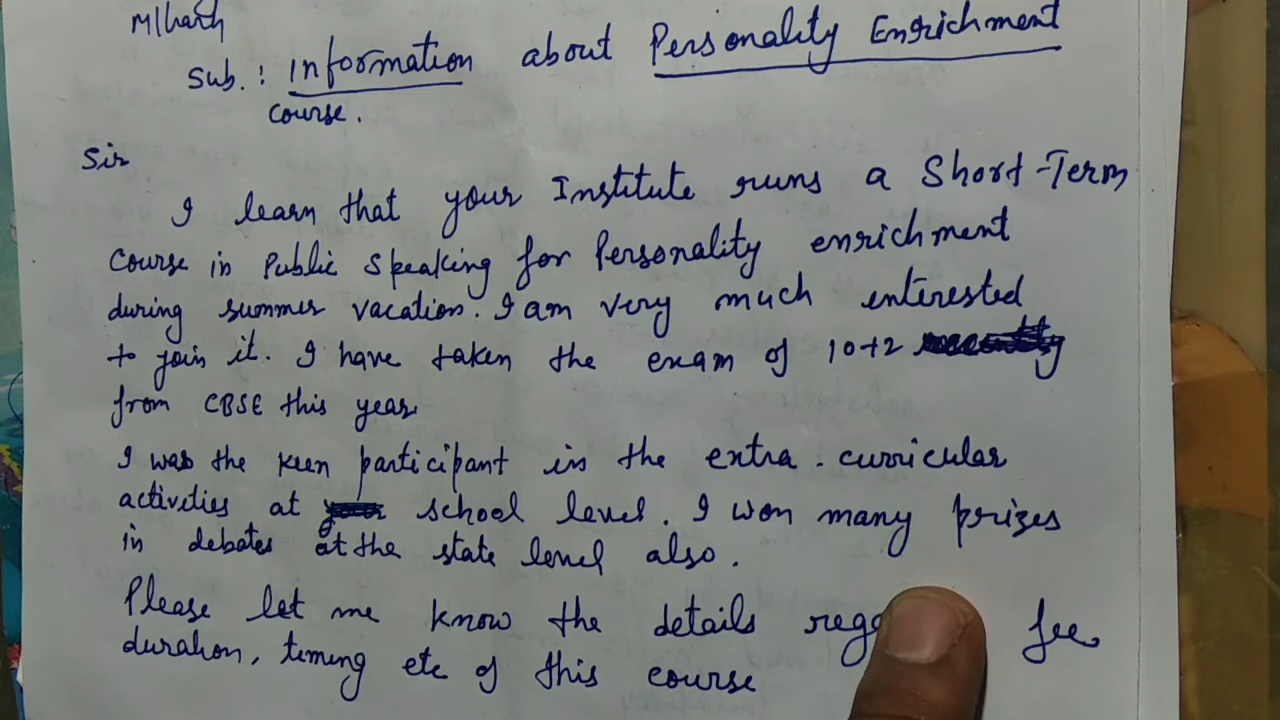 Sub. : Information about Personality Enrichment
course.
Sir
I learn that your Institute runs a Short-Term
course in Public Speaking for Personality enrichment
during summer vacation. I am very much interested
to join it. I have taken the exam of 10+2
from CBSE this year
I was the keen participant in the extra. curricular
activities at school level. I won many prizes
in debates at the state level also.
Please let me know the details fee
duration, timing etc of this course